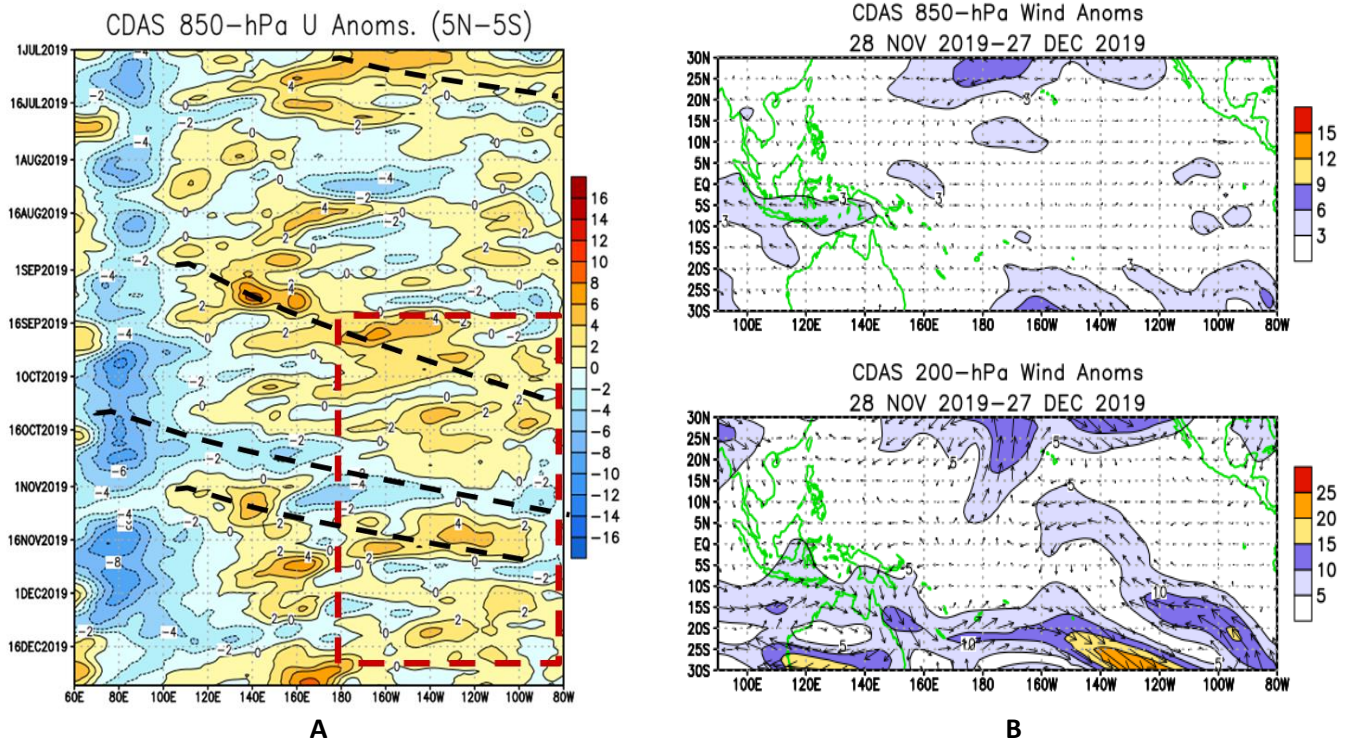 CDAS 850-hPa U Anoms. (5N-5S)
1JUL2019
16JUL2019
1AUG2019
16AUG2019
1SEP2019
16SEP2019
1OCT2019
16OCT2019
1NOV2019
16NOV2019
1DEC2019
16DEC2019
60E 80E 100E 120E 140E 160E 180 160W 140W 120W 100W 80W
16
14
12
10
8
6
4
2
0
-2
-4
-6
-8
-10
-12
-14
-16
A
CDAS 850-hPa Wind Anoms
28 NOV 2019-27 DEC 2019
30N
25N
20N
15N
10N
5N
EQ
5S
10S
15S
20S
25S
30S
100E 120E 140E 160E 180 160W 140W 120W 100W 80W
15
12
9
6
3
CDAS 200-hPa Wind Anoms
28 NOV 2019-27 DEC 2019
30N
25N
20N
15N
10N
5N
EQ
5S
10S
15S
20S
25S
30S
100E 120E 140E 160E 180 160W 140W 120W 100W 80W
25
20
15
10
5
B